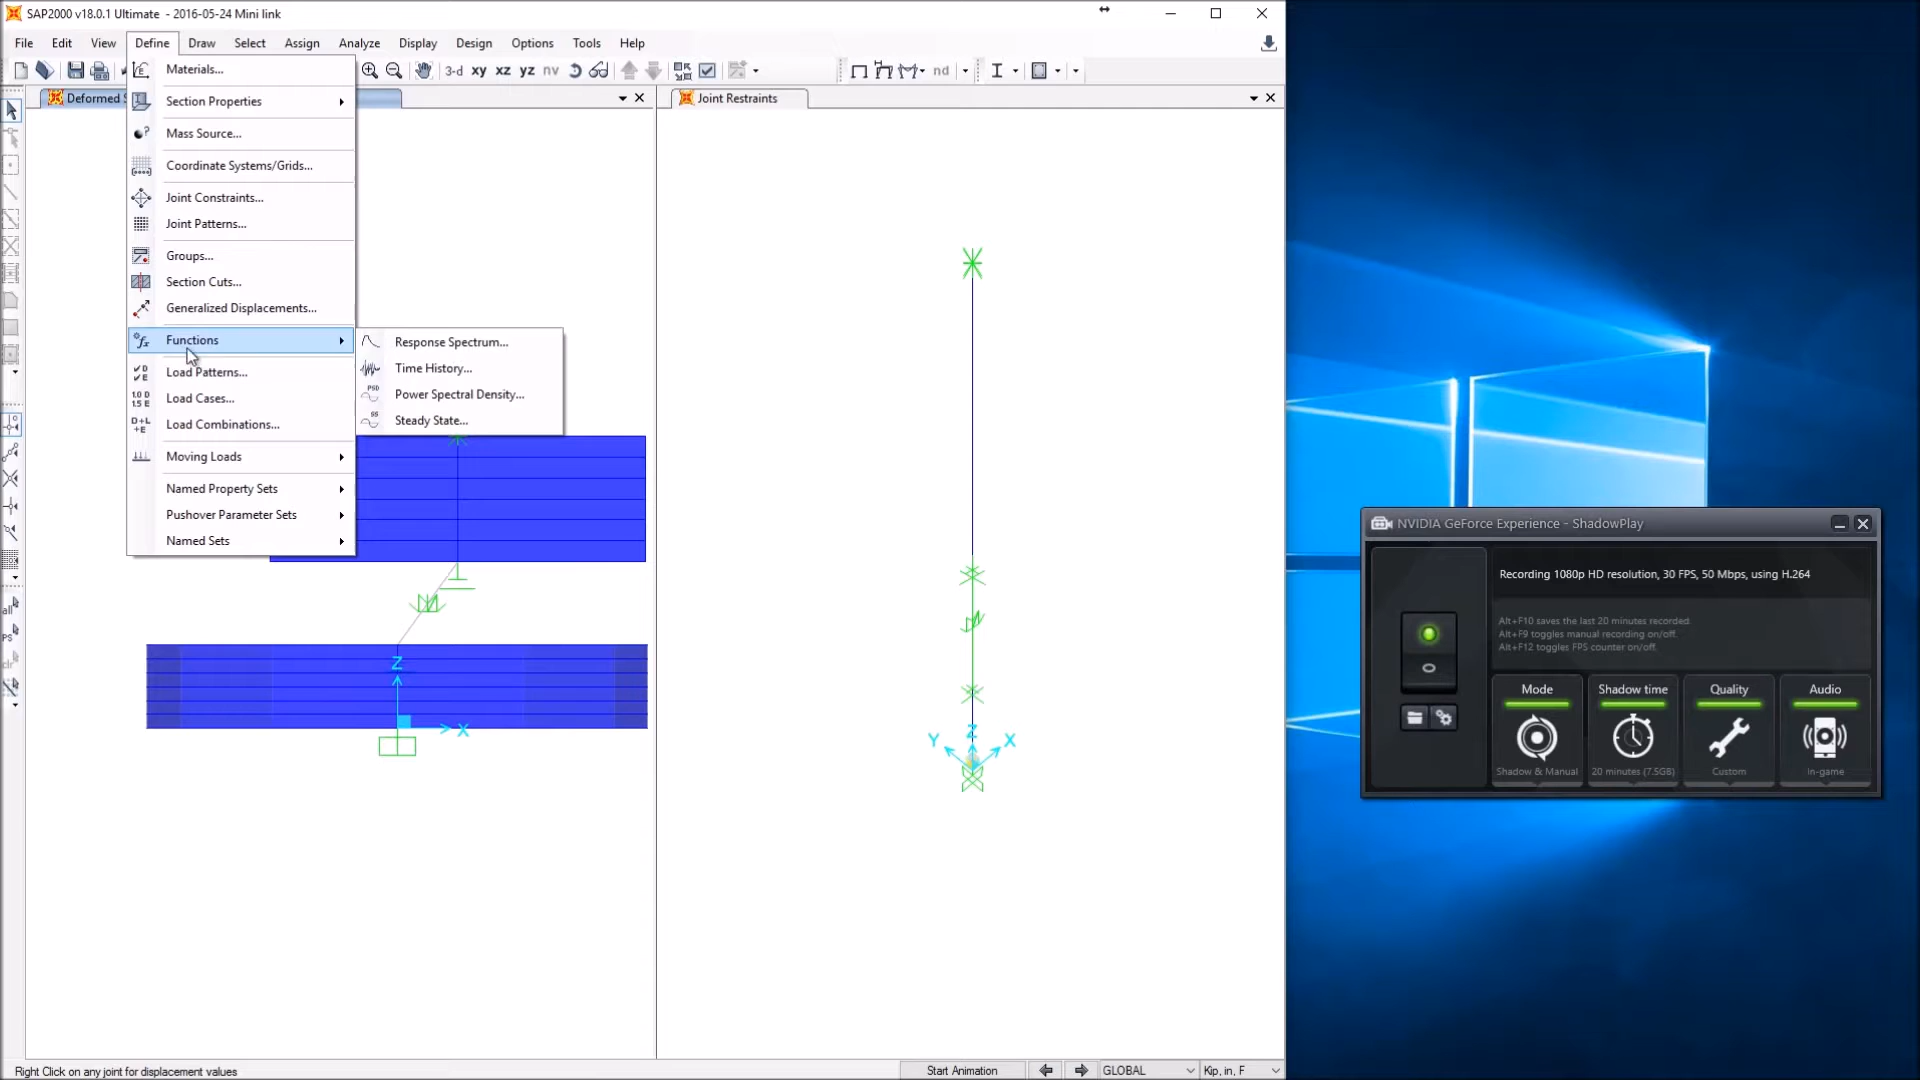 SAP2000 v18.0.1 Ultimate - 2016-05-24 Mini link
File Edit View Define Draw Select Assign Analyze Display Design Options Tools Help
3-d xy xz yz nv nd
Deformed S
Joint Restraints
Materials...
Section Properties
Mass Source...
Coordinate Systems/Grids...
Joint Constraints...
Joint Patterns...
Groups...
Section Cuts...
Generalized Displacements...
Functions
Load Patterns...
Load Cases...
Load Combinations...
Moving Loads
Named Property Sets
Pushover Parameter Sets
Named Sets
Response Spectrum...
Time History...
Power Spectral Density...
Steady State...
Z
X
Y Z X
all
PS
clr
NVIDIA GeForce Experience - ShadowPlay
Recording 1080p HD resolution, 30 FPS, 50 Mbps, using H.264
Alt+F10 saves the last 20 minutes recorded.
Alt+F9 toggles manual recording on/off.
Alt+F12 toggles FPS counter on/off.
Mode Shadow time Quality Audio
Shadow & Manual 20 minutes (7.5GB) Custom In-game
Right Click on any joint for displacement values
Start Animation GLOBAL Kip, in, F